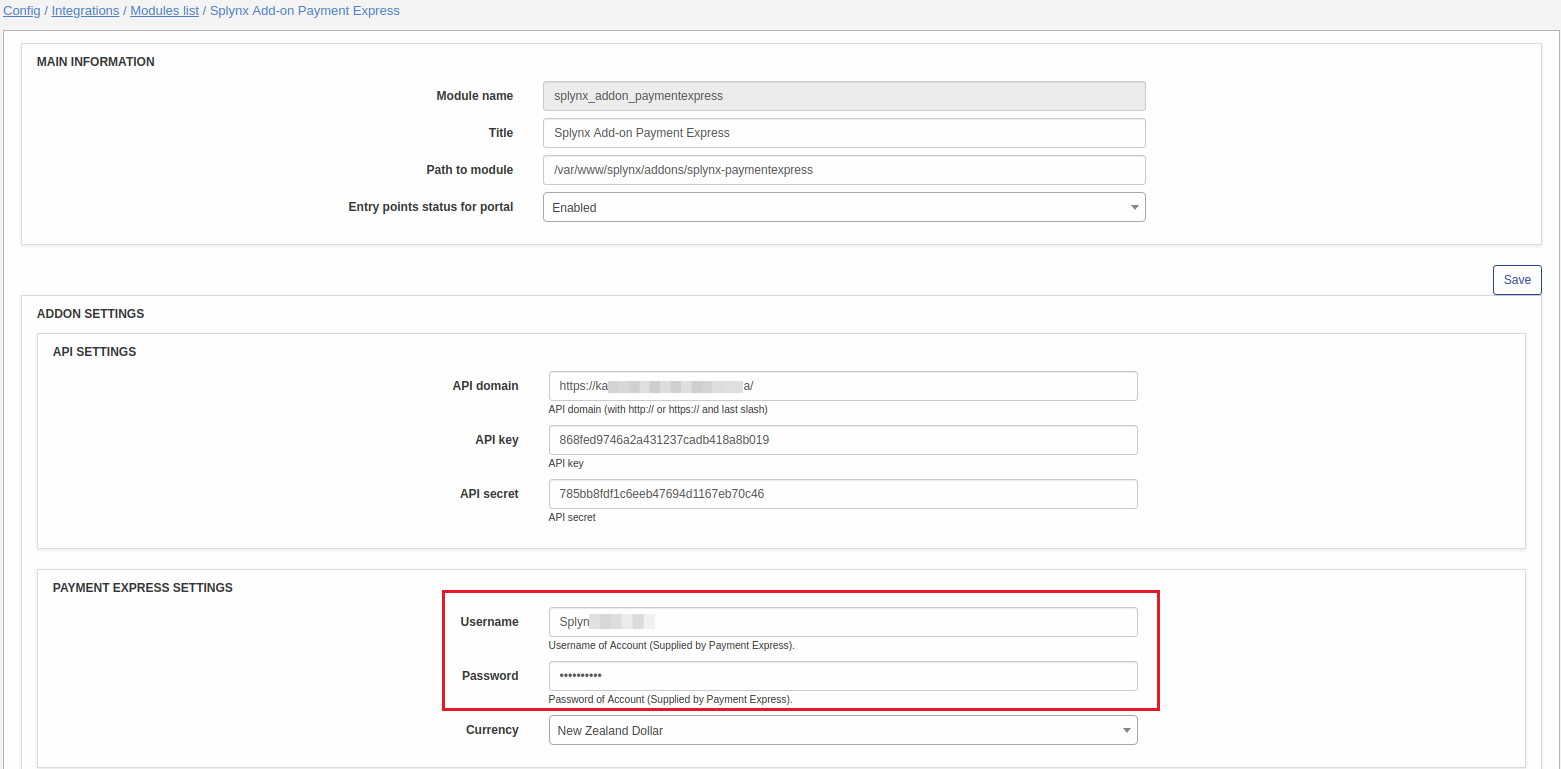 Config / Integrations / Modules list / Splynx Add-on Payment Express
MAIN INFORMATION
Module name splynx_addon_paymentexpress
Title Splynx Add-on Payment Express
Path to module /var/www/splynx/addons/splynx-paymentexpress
Entry points status for portal Enabled
Save
ADDON SETTINGS
API SETTINGS
API domain https://ka a/
API domain (with http:// or https:// and last slash)
API key 868fed9746a2a431237cadb418a8b019
API key
API secret 785bb8fdf1c6eeb47694d1167eb70c46
API secret
PAYMENT EXPRESS SETTINGS
Username Splyn
Username of Account (Supplied by Payment Express).
Password ••••••••••
Password of Account (Supplied by Payment Express).
Currency New Zealand Dollar